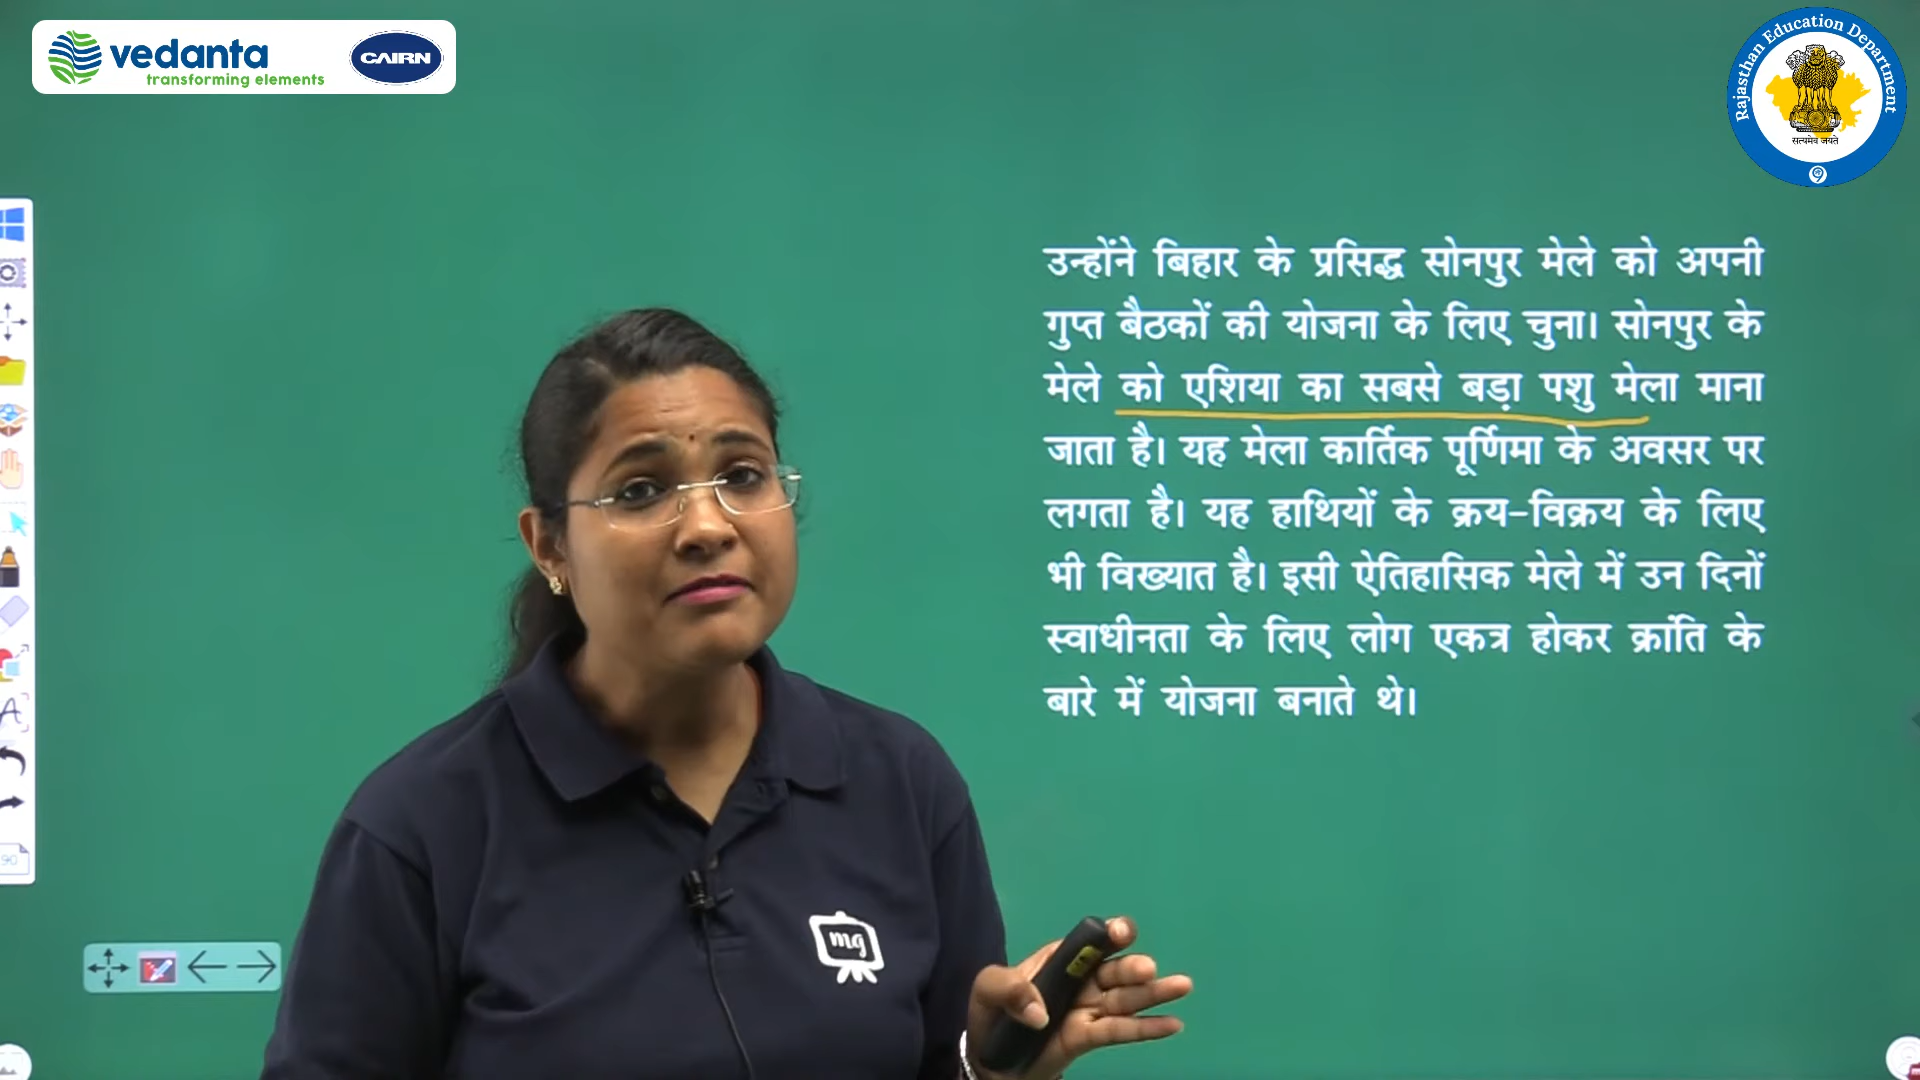 vedanta
transforming elements
CAIRN
Rajasthan Education Department
सत्यमेव जयते
उन्होंने बिहार के प्रसिद्ध सोनपुर मेले को अपनी
गुप्त बैठकों की योजना के लिए चुना। सोनपुर के
मेले को एशिया का सबसे बड़ा पशु मेला माना
जाता है। यह मेला कार्तिक पूर्णिमा के अवसर पर
लगता है। यह हाथियों के क्रय-विक्रय के लिए
भी विख्यात है। इसी ऐतिहासिक मेले में उन दिनों
स्वाधीनता के लिए लोग एकत्र होकर क्रांति के
बारे में योजना बनाते थे।
mg
90